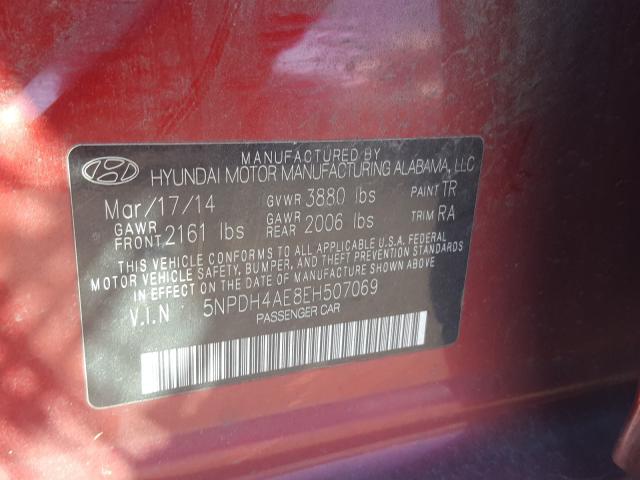 MANUFACTURED BY
HYUNDAI MOTOR MANUFACTURING ALABAMA, LLC
Mar/17/14 GVWR 3880 lbs PAINT TR
GAWR FRONT 2161 lbs GAWR REAR 2006 lbs TRIM RA
THIS VEHICLE CONFORMS TO ALL APPLICABLE U.S.A. FEDERAL
MOTOR VEHICLE SAFETY, BUMPER, AND THEFT PREVENTION STANDARDS
IN EFFECT ON THE DATE OF MANUFACTURE SHOWN ABOVE.
V.I.N 5NPDH4AE8EH507069
PASSENGER CAR